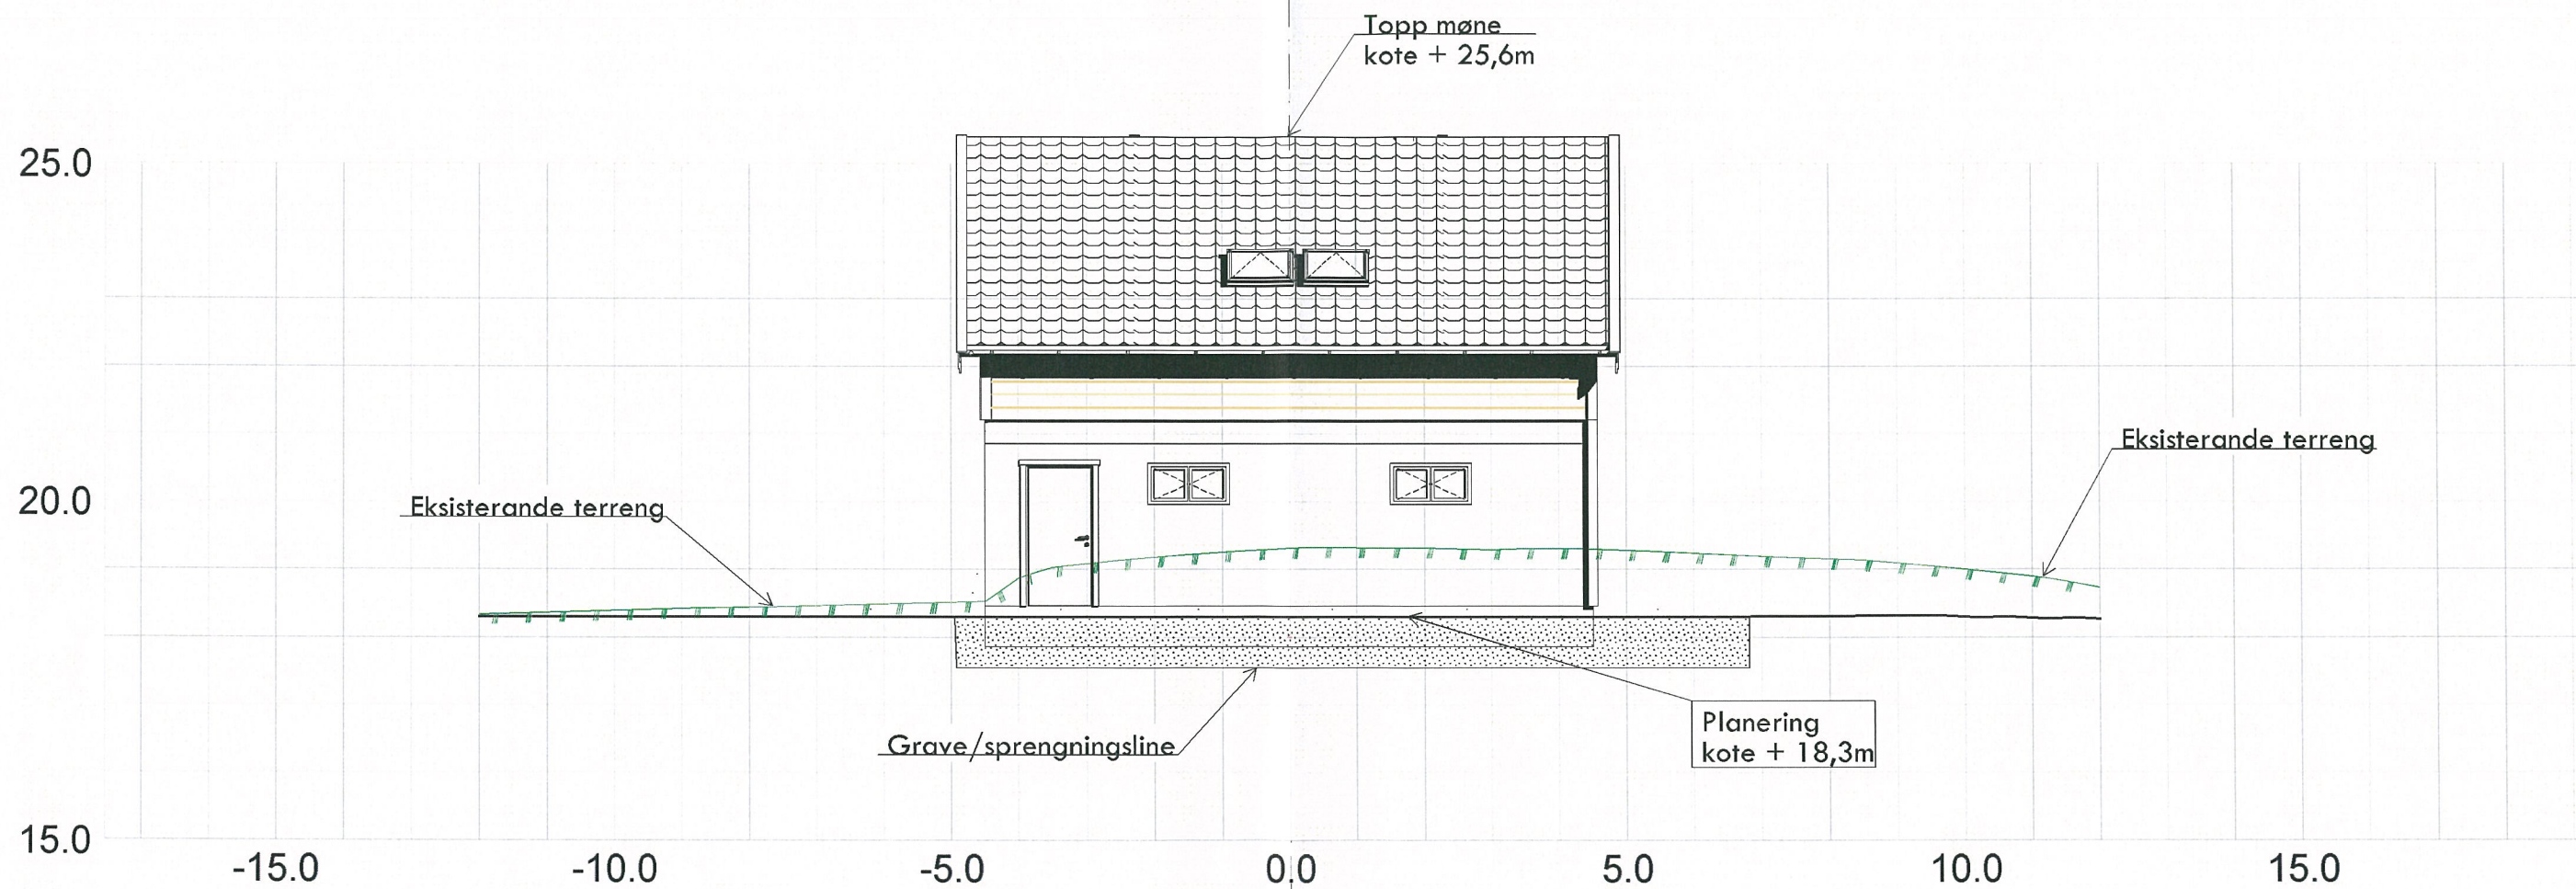 Topp møne
kote + 25,6m
25.0
Eksisterande terreng
20.0
Eksisterande terreng
Planering
kote + 18,3m
Grave/sprengningsline
15.0
-15.0 -10.0 -5.0 0.0 5.0 10.0 15.0